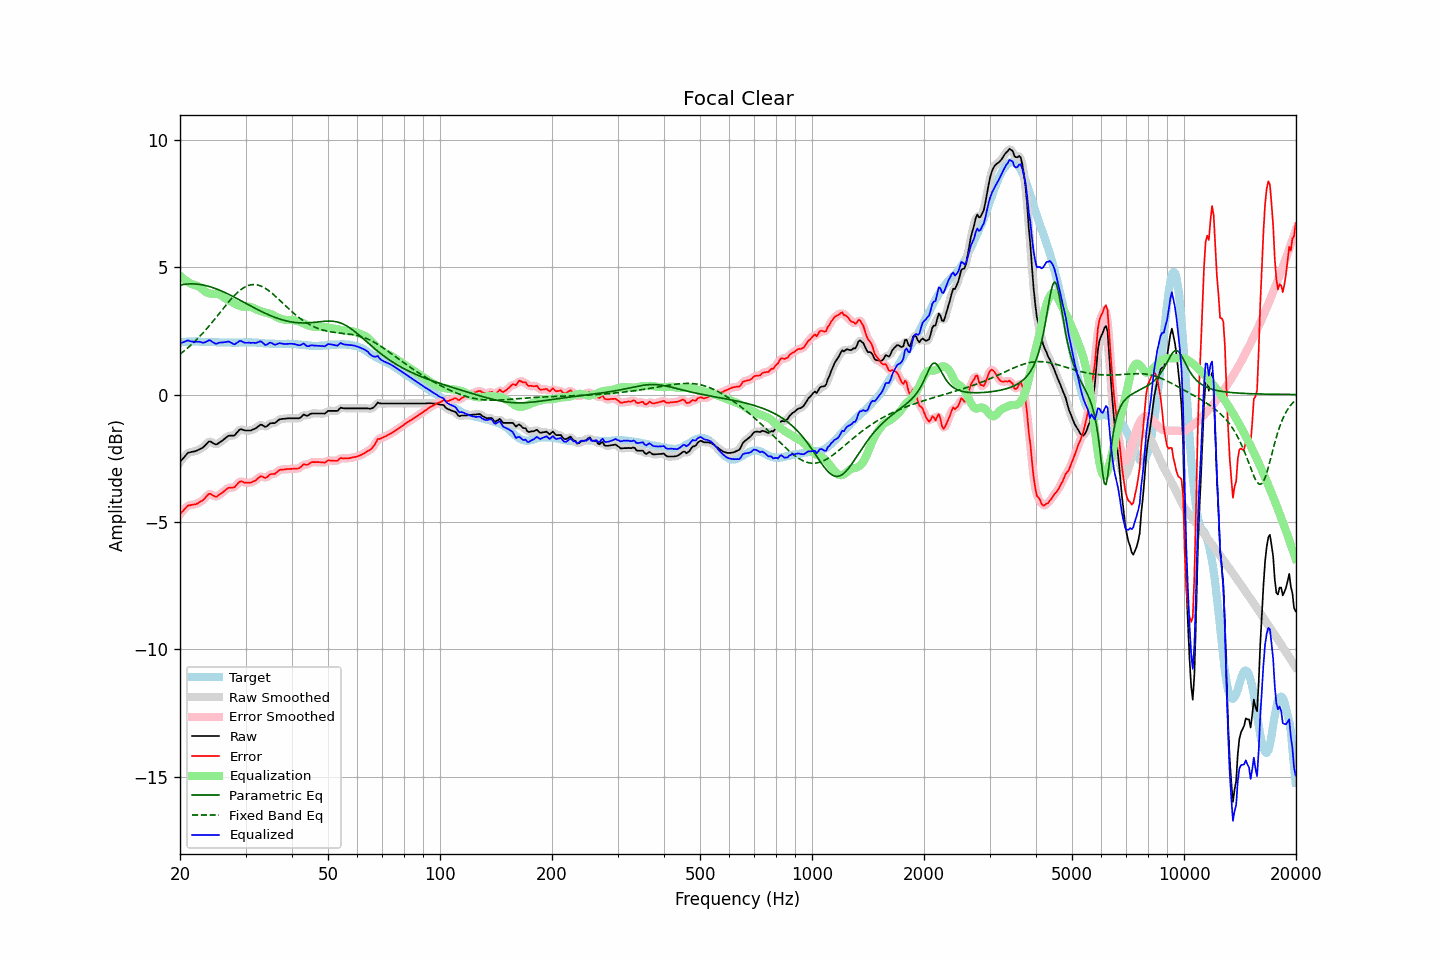 Focal Clear
10
5
0
−5
−10
−15
Amplitude (dBr)
Target
Raw Smoothed
Error Smoothed
Raw
Error
Equalization
Parametric Eq
Fixed Band Eq
Equalized
20 50 100 200 500 1000 2000 5000 10000 20000
Frequency (Hz)